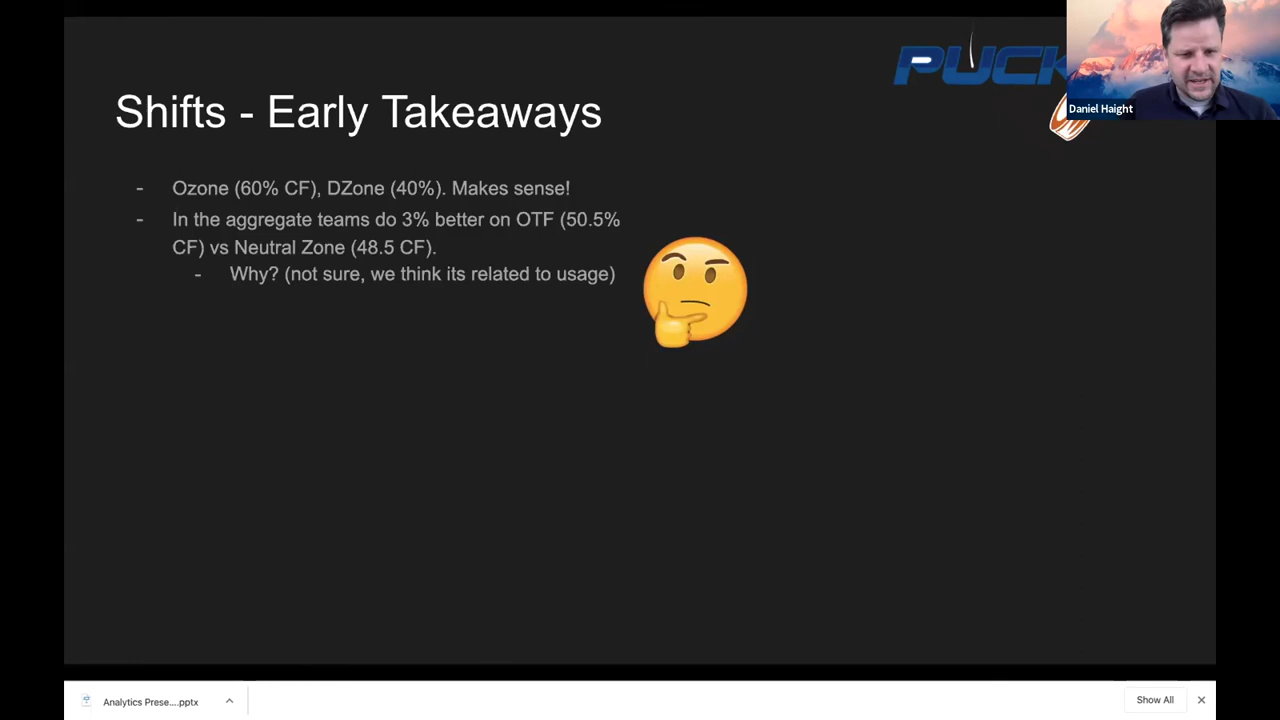 PUCK
Daniel Haight
Shifts - Early Takeaways
- Ozone (60% CF), DZone (40%). Makes sense!
- In the aggregate teams do 3% better on OTF (50.5%
CF) vs Neutral Zone (48.5 CF).
- Why? (not sure, we think its related to usage)
Analytics Prese....pptx
Show All